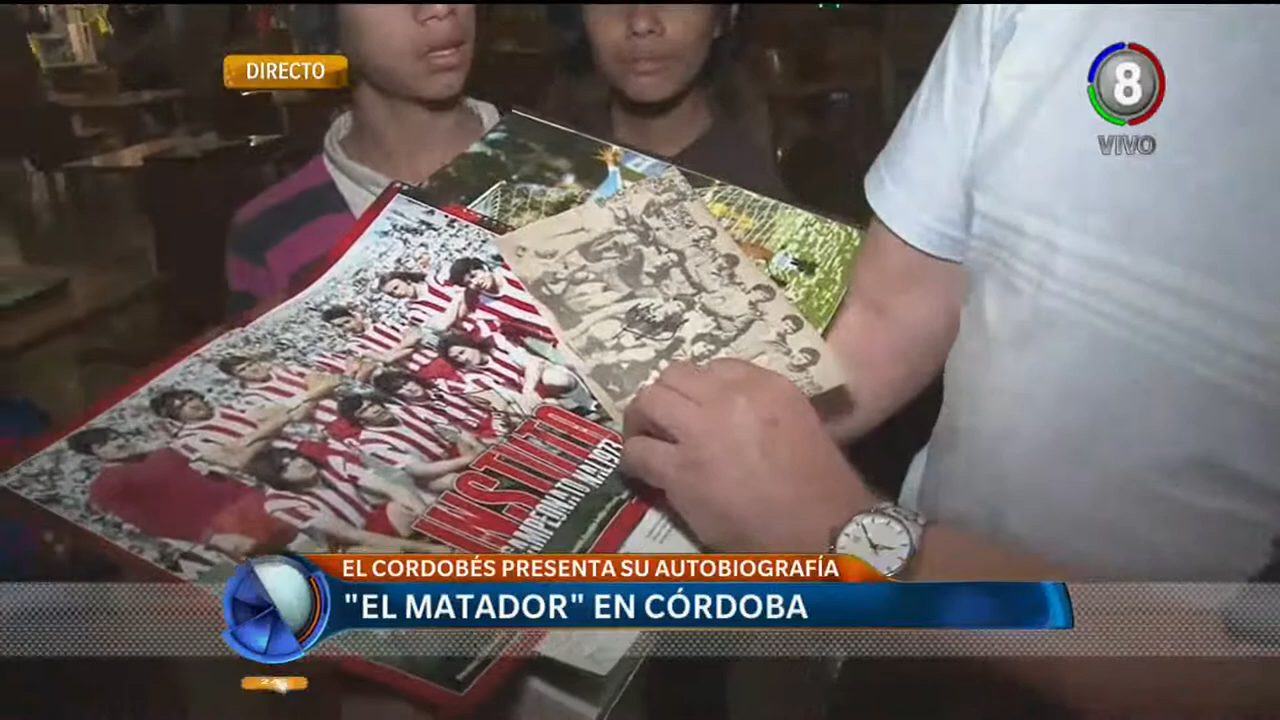 DIRECTO
8
VIVO
INSTITUTO
CAMPEONATO NAL 1973
EL CORDOBÉS PRESENTA SU AUTOBIOGRAFÍA
"EL MATADOR" EN CÓRDOBA